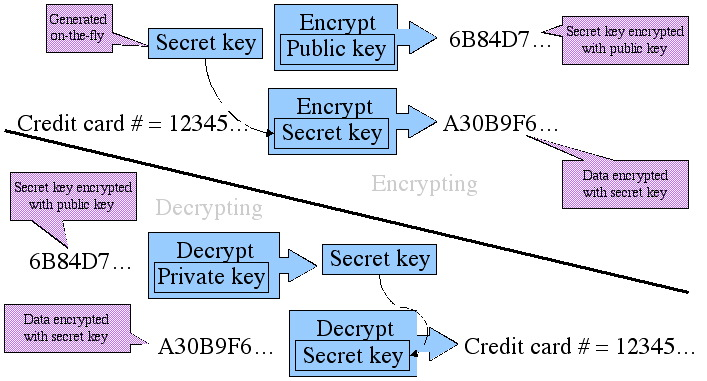 Generated
on-the-fly
Secret key
Encrypt
Public key
6B84D7...
Secret key encrypted
with public key
Credit card # = 12345...
Encrypt
Secret key
A30B9F6...
Data encrypted
with secret key
Encrypting
Decrypting
Secret key encrypted
with public key
6B84D7...
Decrypt
Private key
Secret key
Data encrypted
with secret key
A30B9F6...
Decrypt
Secret key
Credit card # = 12345...